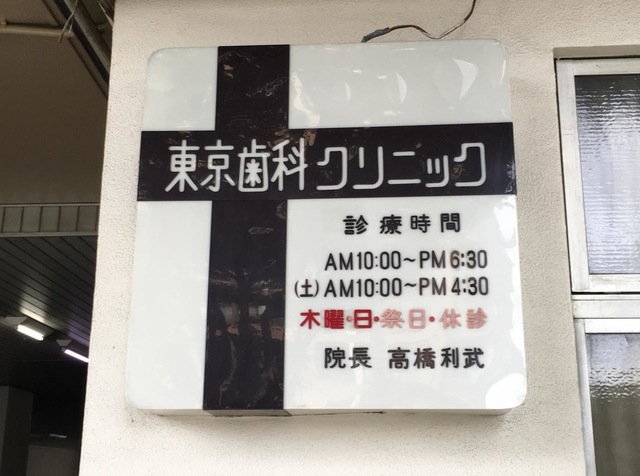 東京歯科クリニック
診療時間
AM10:00〜PM6:30
(土)AM10:00〜PM4:30
木曜・日・祭日・休診
院長 高橋利武